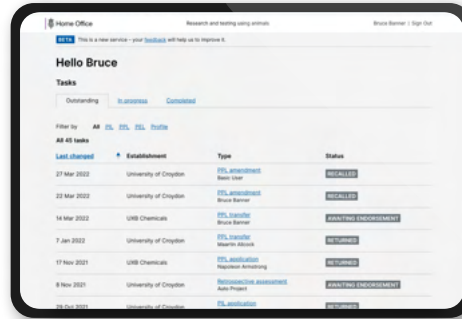 Home Office
Research and testing using animals
Bruce Banner | Sign Out
BETA This is a new service - your feedback will help us to improve it.
Hello Bruce
Tasks
Outstanding In progress Completed
Filter by All PIL PPL PEL Profile
All 45 tasks
Last changed Establishment Type Status
27 Mar 2022 University of Croydon PPL amendment RECALLED
Basic User
22 Mar 2022 University of Croydon PPL amendment RECALLED
Bruce Banner
14 Mar 2022 UXB Chemicals PPL transfer AWAITING ENDORSEMENT
Bruce Banner
7 Jan 2022 University of Croydon PPL transfer RETURNED
Maartin Allcock
17 Nov 2021 UXB Chemicals PPL application RETURNED
Napoleon Armstrong
8 Nov 2021 University of Croydon Retrospective assessment AWAITING ENDORSEMENT
Auto Project
29 Oct 2021 University of Croydon PIL application RETURNED